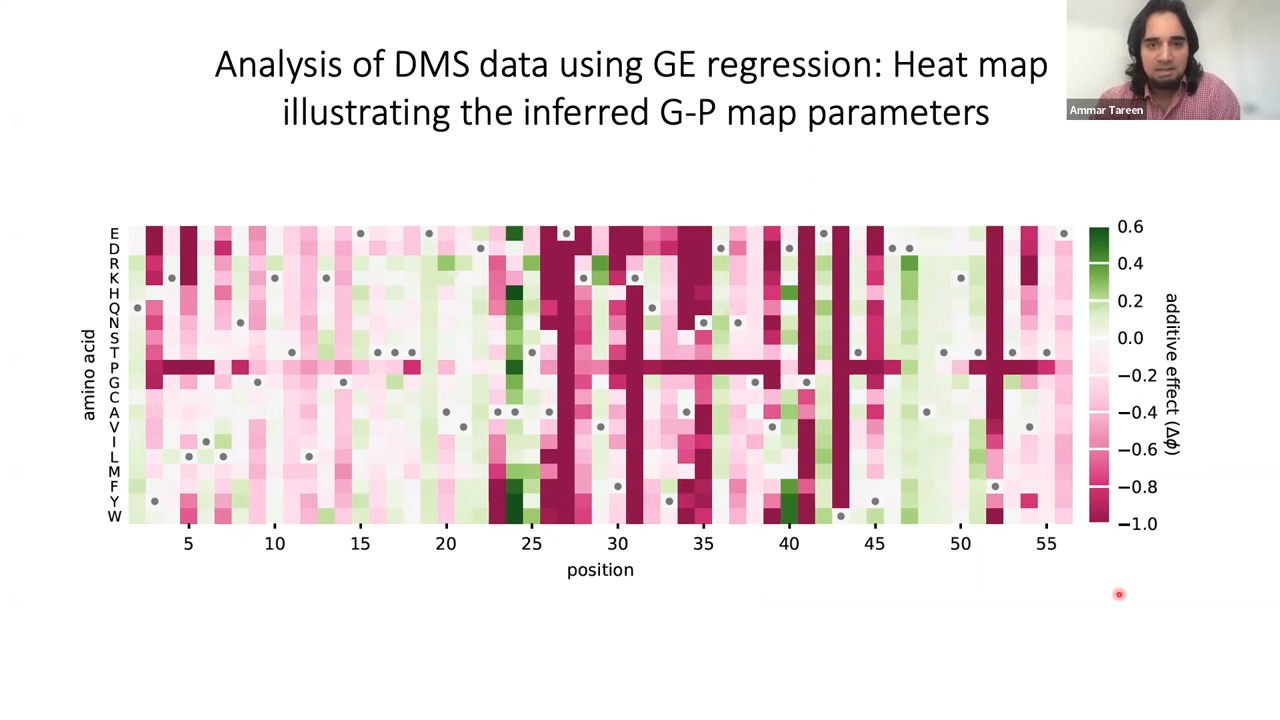 Analysis of DMS data using GE regression: Heat map
illustrating the inferred G-P map parameters
Ammar Tareen
amino acid
E
D
R
K
H
Q
N
S
T
P
G
C
A
V
I
L
M
F
Y
W
5 10 15 20 25 30 35 40 45 50 55
position
0.6
0.4
0.2
0.0
−0.2
−0.4
−0.6
−0.8
−1.0
additive effect (Δϕ)